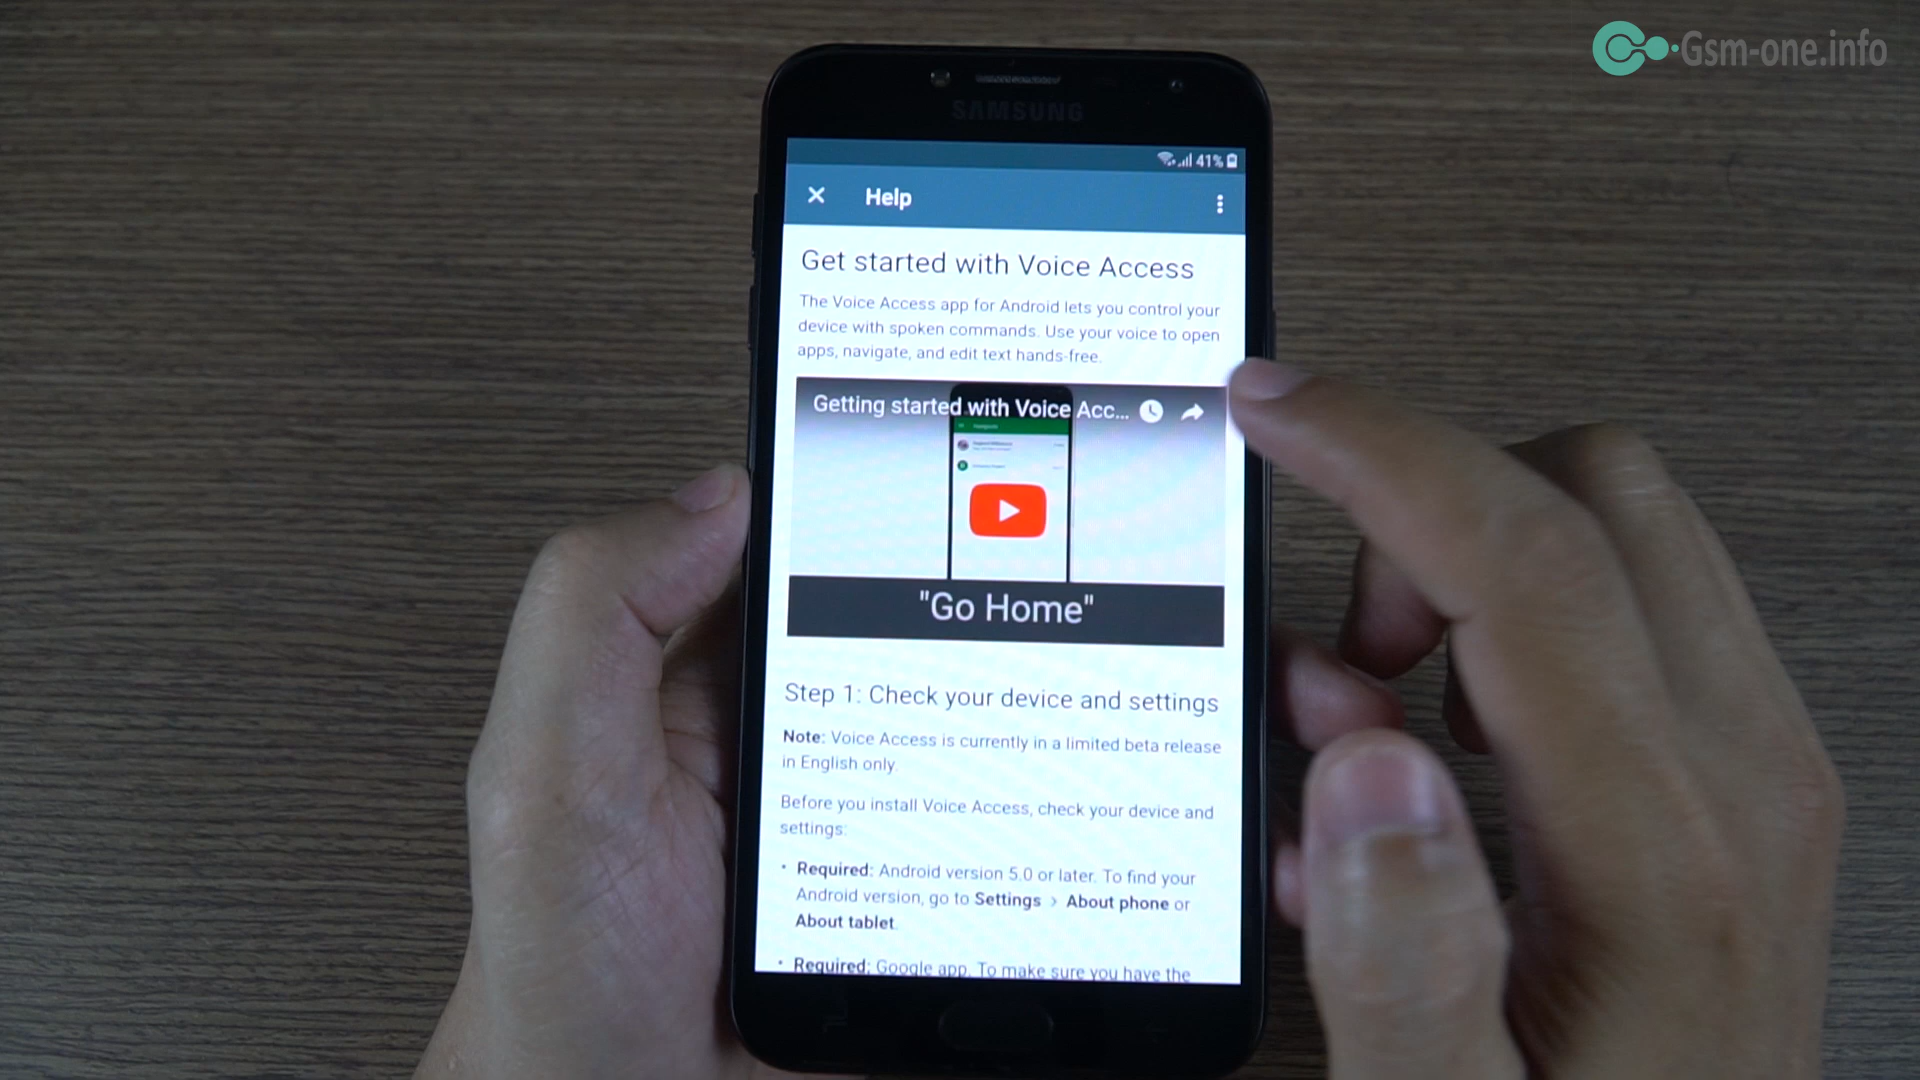 Gsm-one.info
SAMSUNG
41%
Help
Get started with Voice Access
The Voice Access app for Android lets you control your
device with spoken commands. Use your voice to open
apps, navigate, and edit text hands-free.
Getting started with Voice Acc...
"Go Home"
Step 1: Check your device and settings
Note: Voice Access is currently in a limited beta release
in English only.
Before you install Voice Access, check your device and
settings:
• Required: Android version 5.0 or later. To find your
Android version, go to Settings > About phone or
About tablet.
• Required: Google app. To make sure you have the